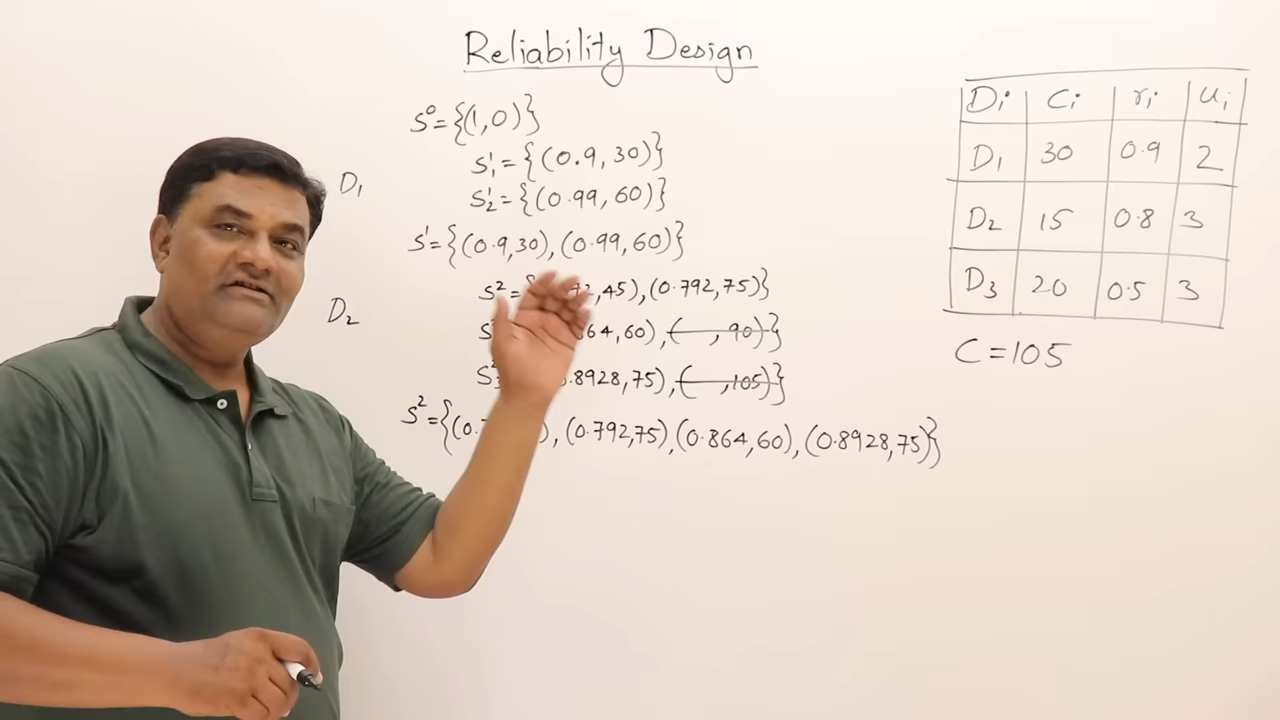 Reliability Design
S⁰={(1,0)}
S¹₁={(0.9,30)}
D₁
S¹₂={(0.99,60)}
S¹={(0.9,30),(0.99,60)}
S²= ,45),(0.792,75)}
D₂
64,60),( ,90)}
.8928,75),( ,105)}
S²={(0. ),(0.792,75),(0.864,60),(0.8928,75)}
Di Ci ri ui
D₁ 30 0.9 2
D₂ 15 0.8 3
D₃ 20 0.5 3
C=105